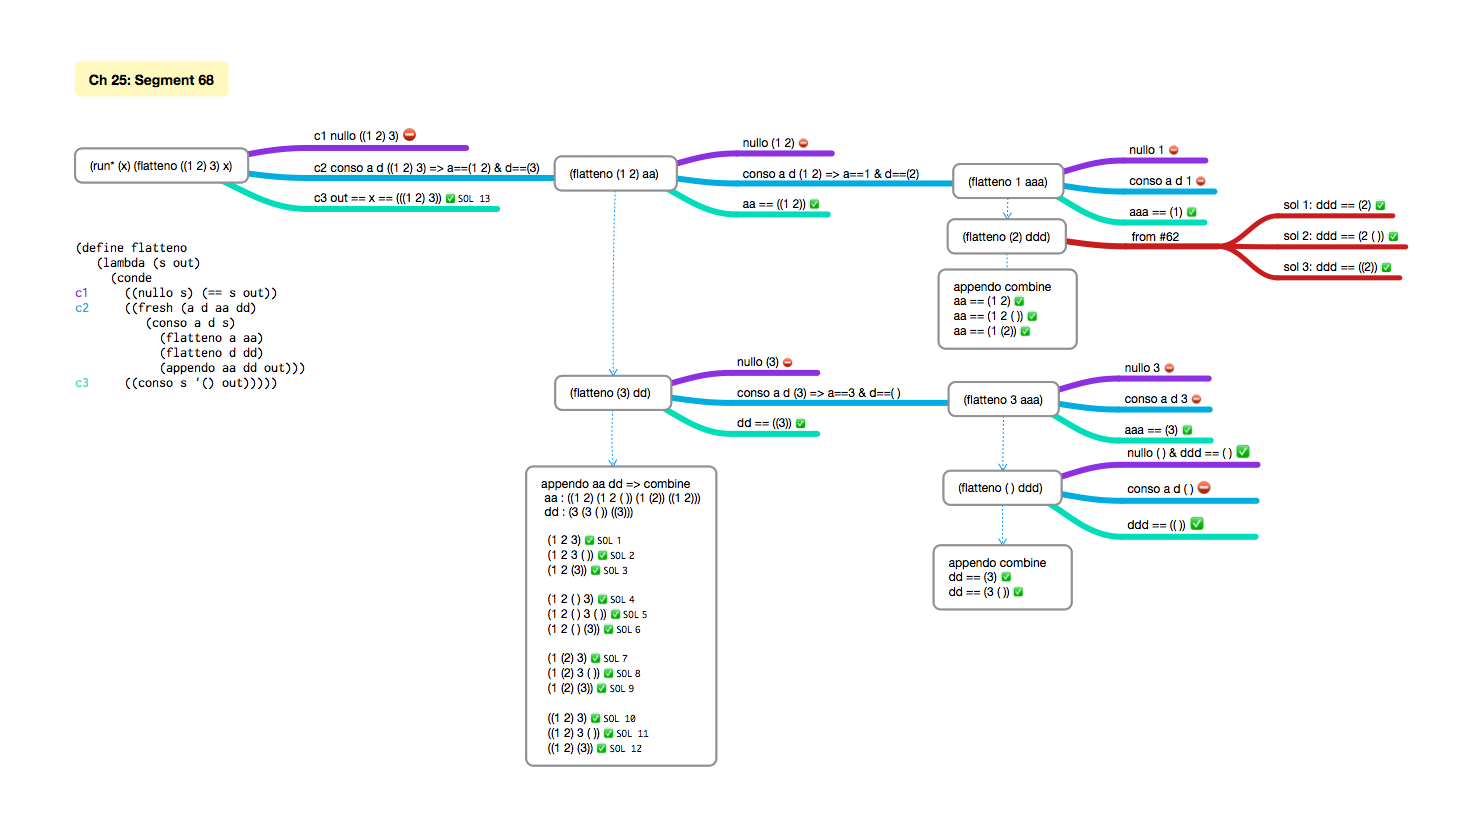 Ch 25: Segment 68
(run* (x) (flatteno ((1 2) 3) x)
c1 nullo ((1 2) 3)
c2 conso a d ((1 2) 3) => a==(1 2) & d==(3)
c3 out == x == (((1 2) 3)) SOL 13
(define flatteno
(lambda (s out)
(conde
c1 ((nullo s) (== s out))
c2 ((fresh (a d aa dd)
(conso a d s)
(flatteno a aa)
(flatteno d dd)
(appendo aa dd out)))
c3 ((conso s '() out)))))
(flatteno (1 2) aa)
nullo (1 2)
conso a d (1 2) => a==1 & d==(2)
aa == ((1 2))
(flatteno 1 aaa)
nullo 1
conso a d 1
aaa == (1)
(flatteno (2) ddd)
from #62
sol 1: ddd == (2)
sol 2: ddd == (2 ( ))
sol 3: ddd == ((2))
appendo combine
aa == (1 2)
aa == (1 2 ( ))
aa == (1 (2))
(flatteno (3) dd)
nullo (3)
conso a d (3) => a==3 & d==( )
dd == ((3))
(flatteno 3 aaa)
nullo 3
conso a d 3
aaa == (3)
(flatteno ( ) ddd)
nullo ( ) & ddd == ( )
conso a d ( )
ddd == (( ))
appendo combine
dd == (3)
dd == (3 ( ))
appendo aa dd => combine
aa : ((1 2) (1 2 ( )) (1 (2)) ((1 2)))
dd : (3 (3 ( )) ((3)))
(1 2 3) SOL 1
(1 2 3 ( )) SOL 2
(1 2 (3)) SOL 3
(1 2 ( ) 3) SOL 4
(1 2 ( ) 3 ( )) SOL 5
(1 2 ( ) (3)) SOL 6
(1 (2) 3) SOL 7
(1 (2) 3 ( )) SOL 8
(1 (2) (3)) SOL 9
((1 2) 3) SOL 10
((1 2) 3 ( )) SOL 11
((1 2) (3)) SOL 12